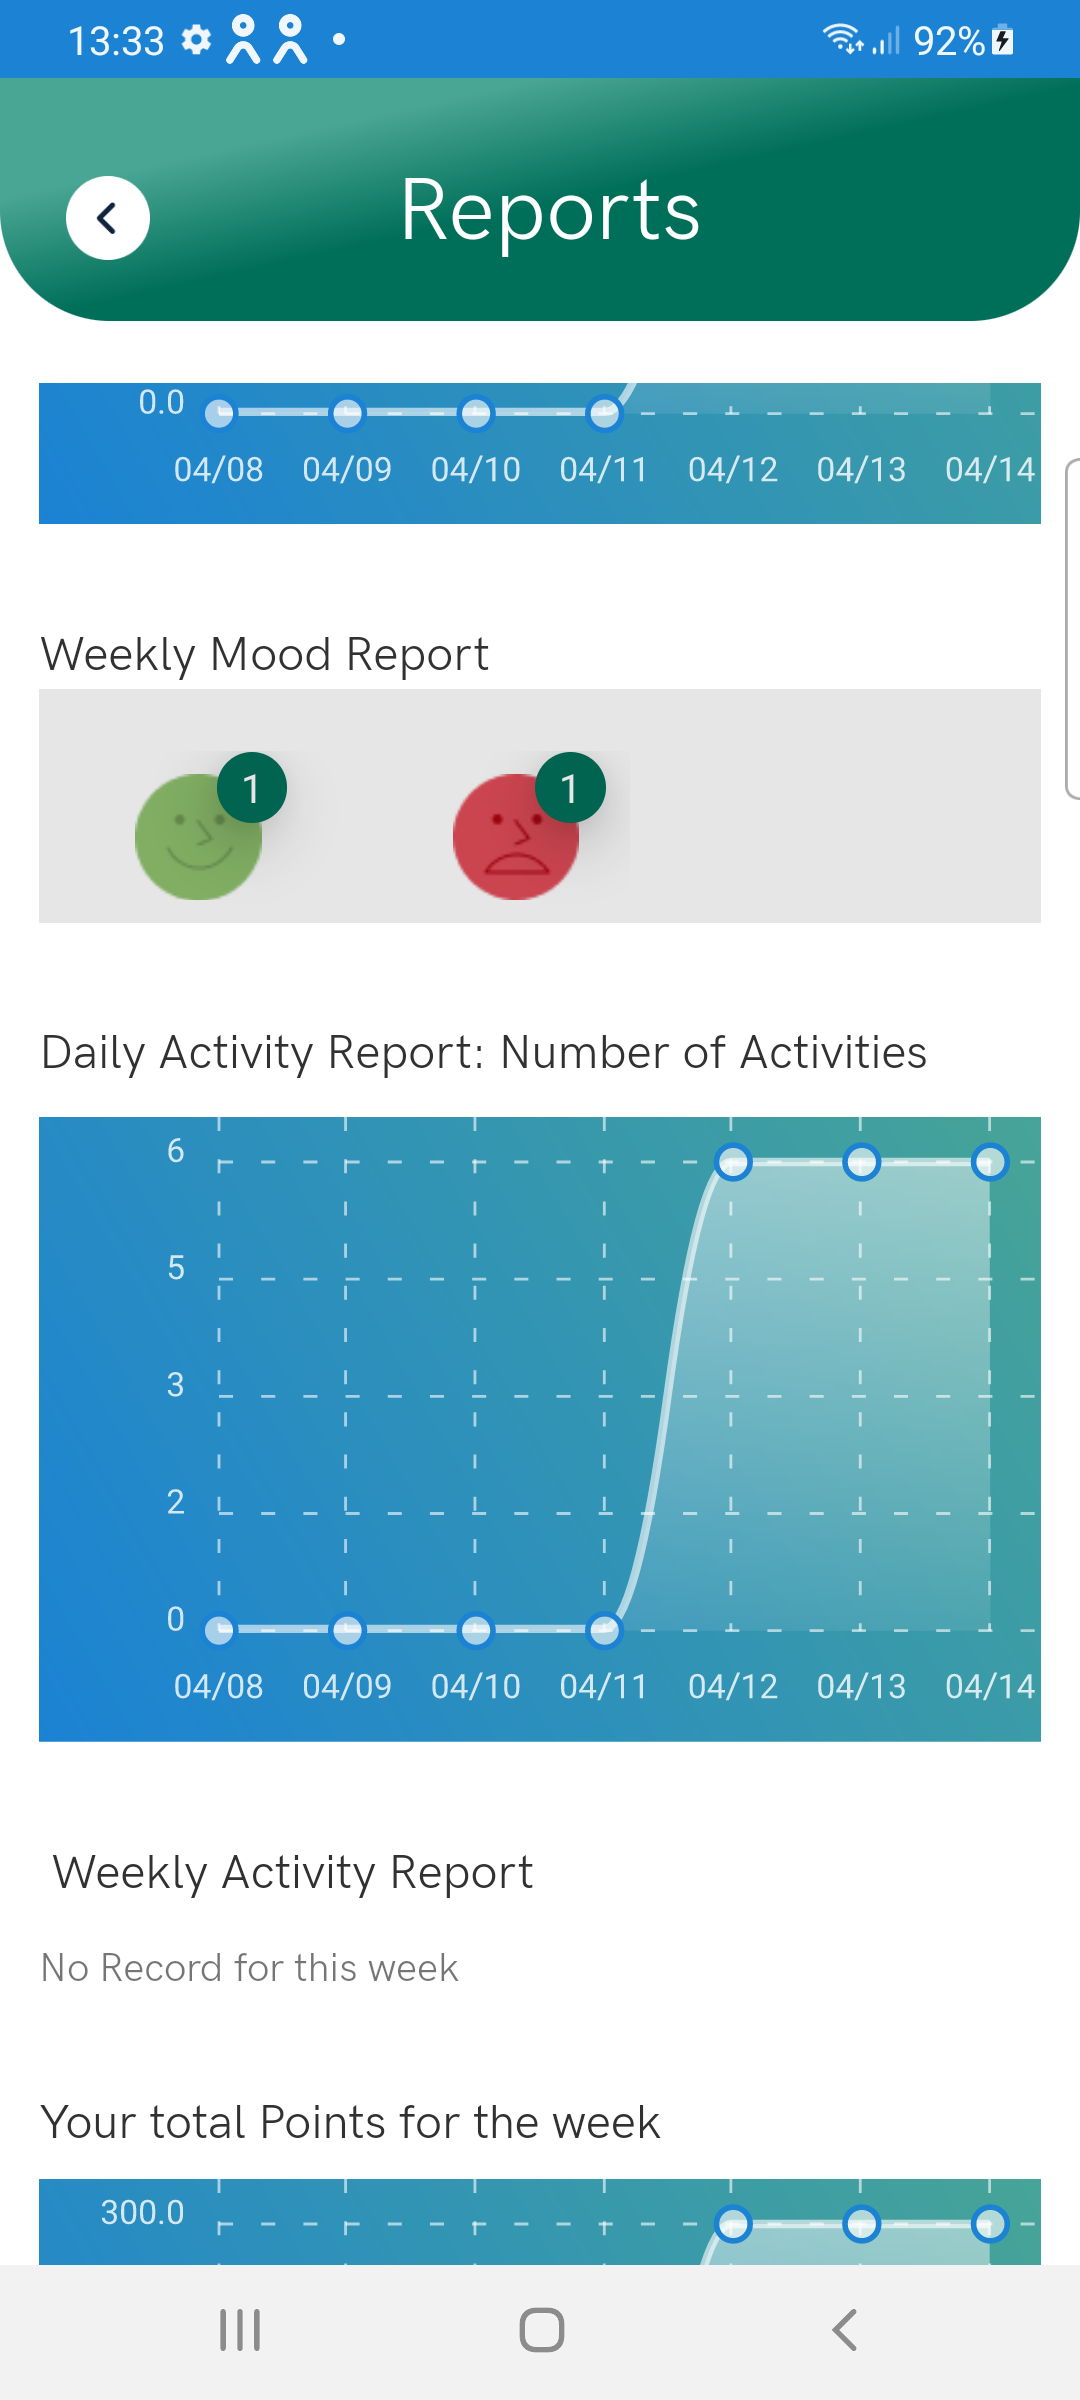 13:33 92%
Reports
0.0
04/08 04/09 04/10 04/11 04/12 04/13 04/14
Weekly Mood Report
1 1
Daily Activity Report: Number of Activities
6
5
3
2
0
04/08 04/09 04/10 04/11 04/12 04/13 04/14
Weekly Activity Report
No Record for this week
Your total Points for the week
300.0